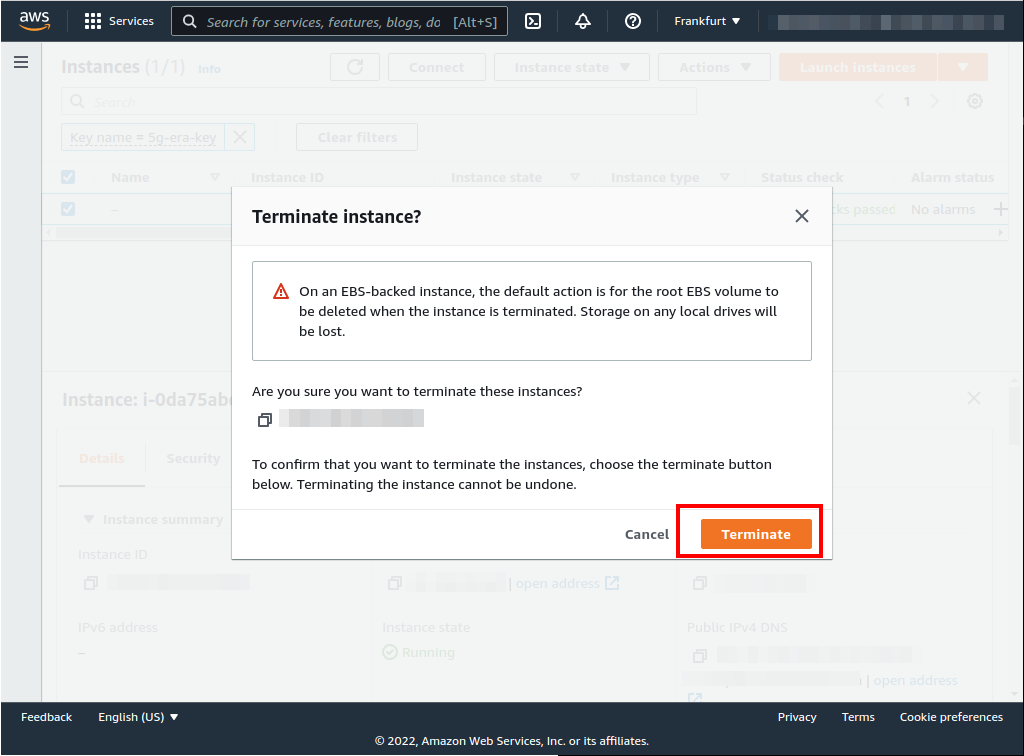 aws
Services
Search for services, features, blogs, do [Alt+S]
Frankfurt
Instances (1/1) Info
Connect
Instance state
Actions
Launch instances
Search
1
Key name = 5g-era-key
Clear filters
Name
Instance ID
Instance state
Instance type
Status check
Alarm status
–
cks passed
No alarms
Terminate instance?
On an EBS-backed instance, the default action is for the root EBS volume to
be deleted when the instance is terminated. Storage on any local drives will
be lost.
Are you sure you want to terminate these instances?
To confirm that you want to terminate the instances, choose the terminate button
below. Terminating the instance cannot be undone.
Cancel
Terminate
Instance: i-0da75ab
Details
Security
Instance summary
Instance ID
| open address
IPv6 address
–
Instance state
Running
Public IPv4 DNS
| open address
Feedback
English (US)
Privacy
Terms
Cookie preferences
© 2022, Amazon Web Services, Inc. or its affiliates.